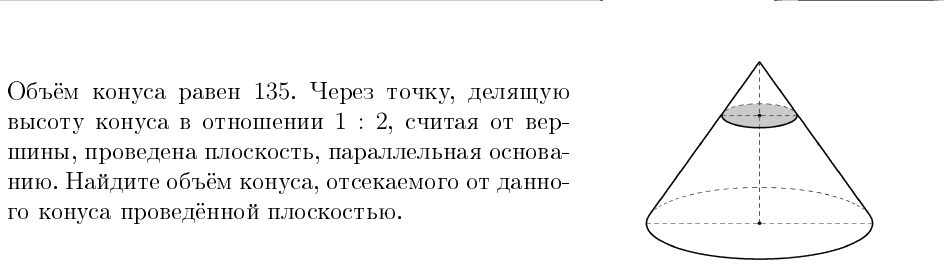 Объём конуса равен 135. Через точку, делящую
высоту конуса в отношении 1 : 2, считая от вер-
шины, проведена плоскость, параллельная основа-
нию. Найдите объём конуса, отсекаемого от данно-
го конуса проведённой плоскостью.